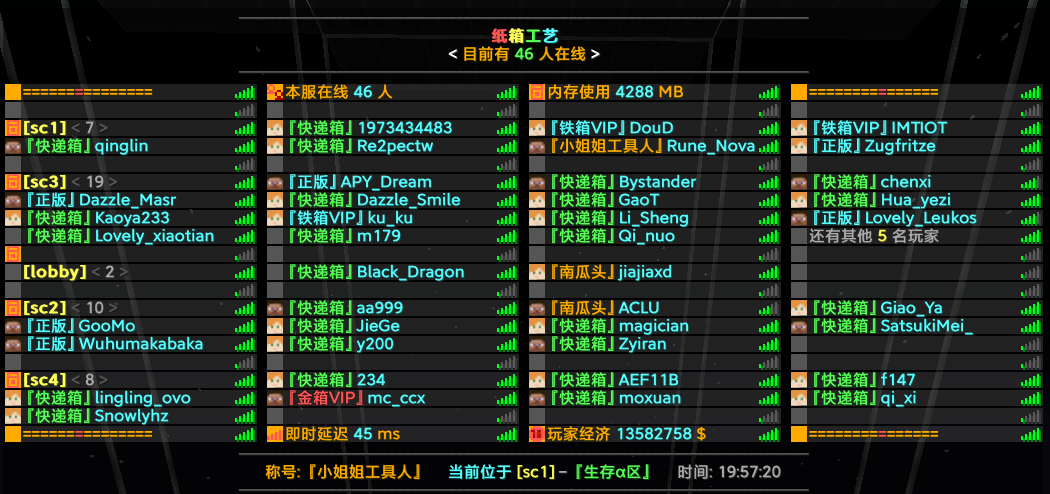 纸箱工艺
< 目前有 46 人在线 >
=============== 本服在线 46 人 内存使用 4288 MB ===============
[sc1] < 7 > 『快递箱』1973434483 『铁箱VIP』DouD 『铁箱VIP』IMTIOT
『快递箱』qinglin 『快递箱』Re2pectw 『小姐姐工具人』Rune_Nova 『正版』Zugfritze
[sc3] < 19 > 『正版』APY_Dream 『快递箱』Bystander 『快递箱』chenxi
『正版』Dazzle_Masr 『快递箱』Dazzle_Smile 『快递箱』GaoT 『快递箱』Hua_yezi
『快递箱』Kaoya233 『铁箱VIP』ku_ku 『快递箱』Li_Sheng 『正版』Lovely_Leukos
『快递箱』Lovely_xiaotian 『快递箱』m179 『快递箱』Qi_nuo 还有其他 5 名玩家
[lobby] < 2 > 『快递箱』Black_Dragon 『南瓜头』jiajiaxd
[sc2] < 10 > 『快递箱』aa999 『南瓜头』ACLU 『快递箱』Giao_Ya
『正版』GooMo 『快递箱』JieGe 『快递箱』magician 『快递箱』SatsukiMei_
『正版』Wuhumakabaka 『快递箱』y200 『快递箱』Zyiran
[sc4] < 8 > 『快递箱』234 『快递箱』AEF11B 『快递箱』f147
『快递箱』lingling_ovo 『金箱VIP』mc_ccx 『快递箱』moxuan 『快递箱』qi_xi
『快递箱』Snowlyhz
=============== 即时延迟 45 ms 玩家经济 13582758 $ ===============
称号:『小姐姐工具人』 当前位于 [sc1] - 『生存α区』 时间: 19:57:20